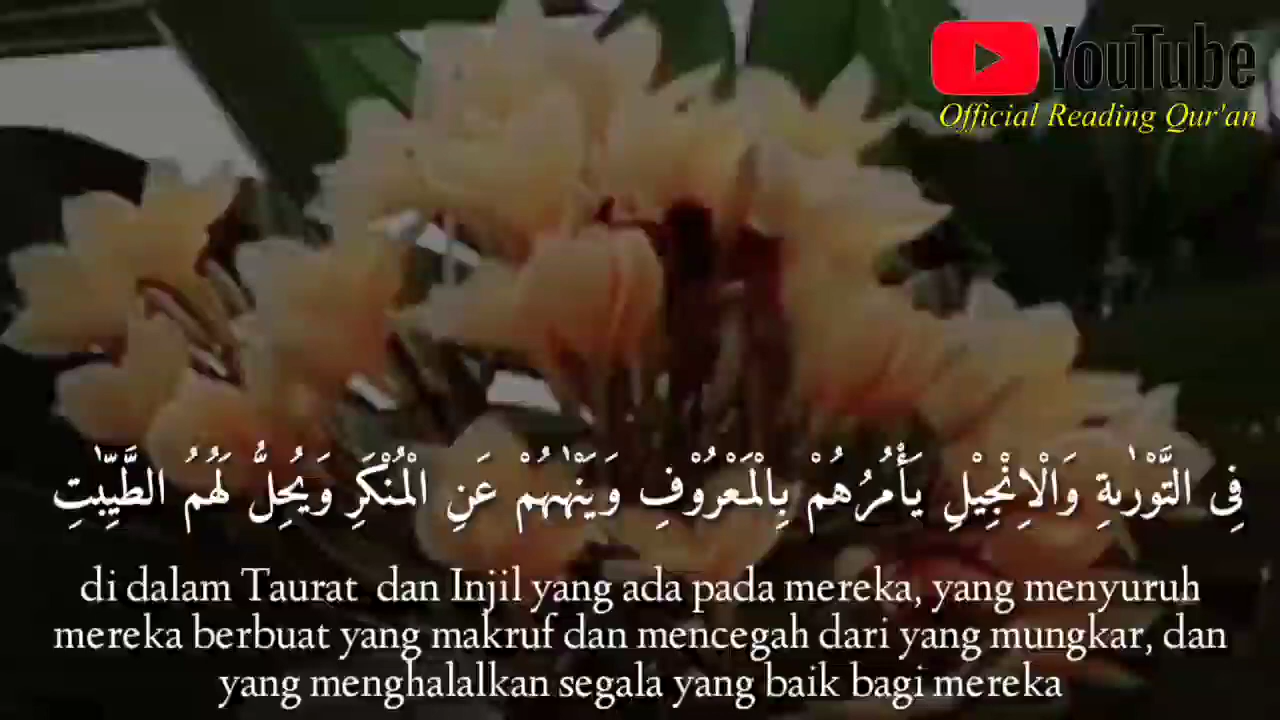 YouTube
Official Reading Qur'an
فِى التَّوْرٰىةِ وَالْاِنْجِيْلِ يَأْمُرُهُمْ بِالْمَعْرُوْفِ وَيَنْهٰىهُمْ عَنِ الْمُنْكَرِ وَيُحِلُّ لَهُمُ الطَّيِّبٰتِ
di dalam Taurat dan Injil yang ada pada mereka, yang menyuruh
mereka berbuat yang makruf dan mencegah dari yang mungkar, dan
yang menghalalkan segala yang baik bagi mereka